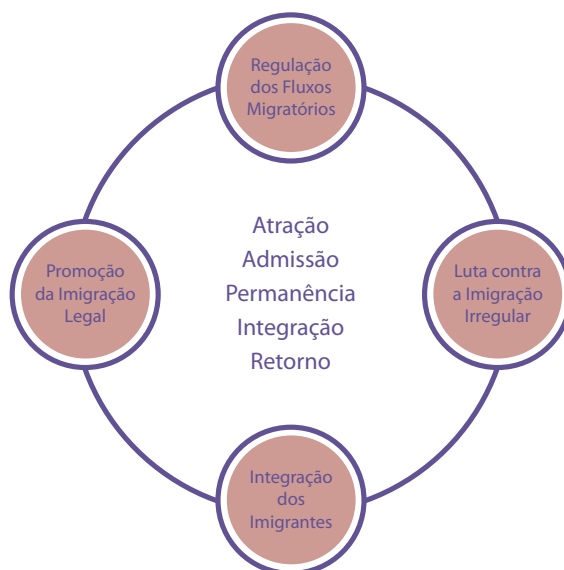 Regulação
dos Fluxos
Migratórios
Promoção
da Imigração
Legal
Atração
Admissão
Permanência
Integração
Retorno
Luta contra
a Imigração
Irregular
Integração
dos
Imigrantes